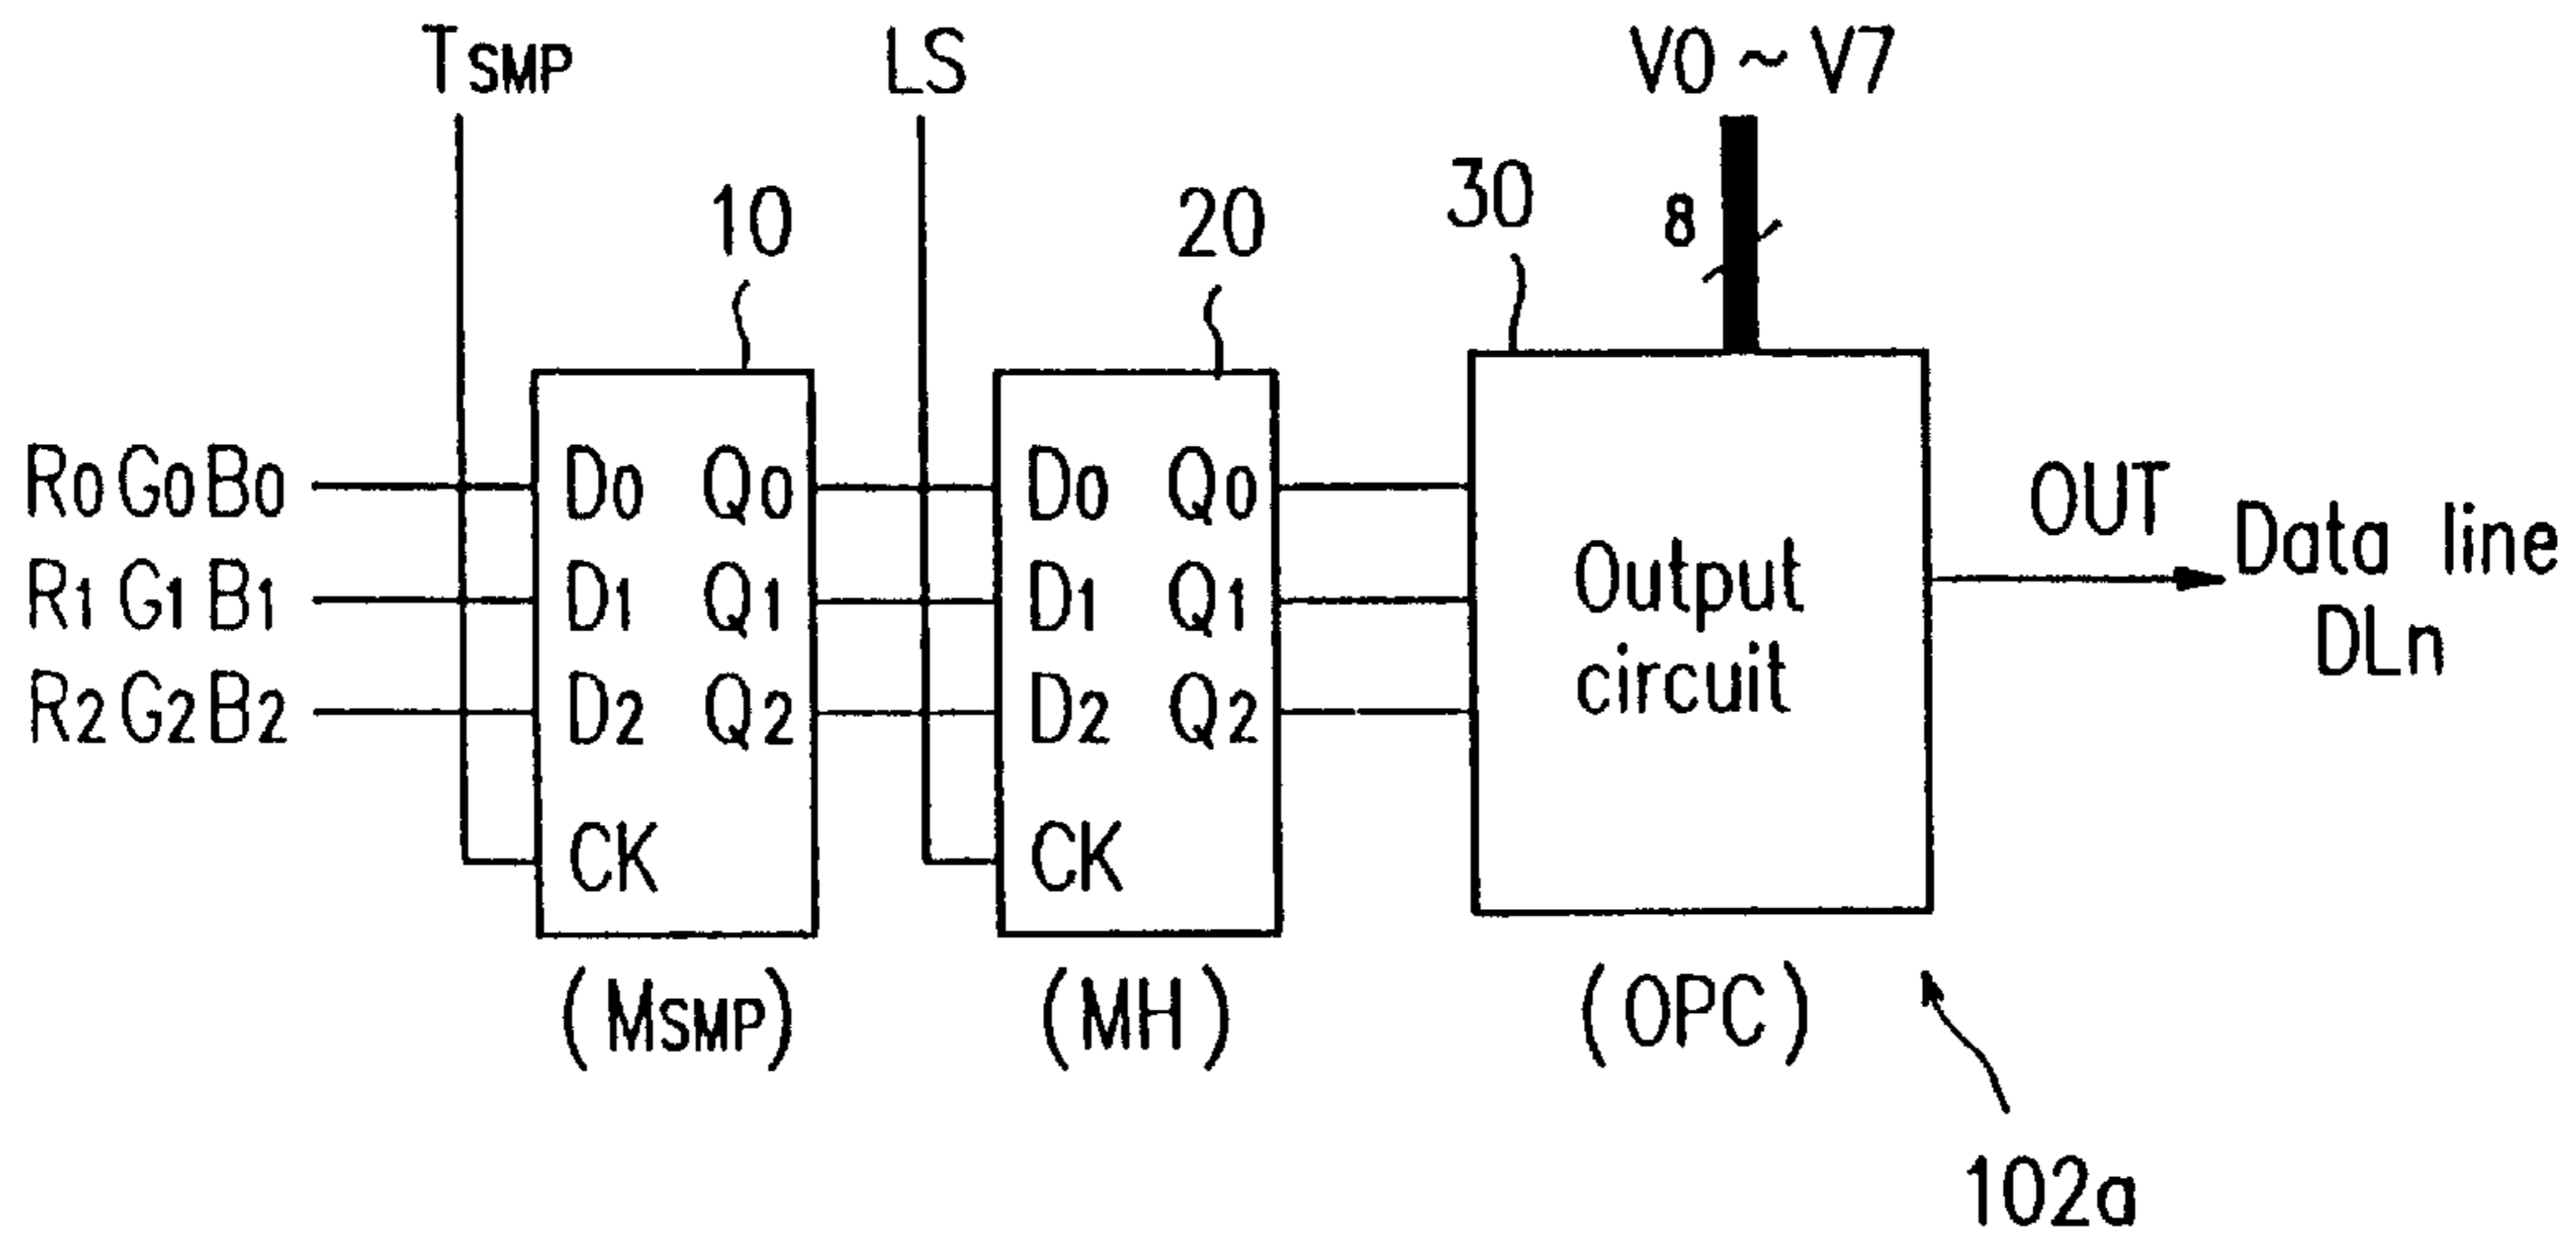 TSMP
LS
V0 ~ V7
10
20
30
8
R0 G0 B0
R1 G1 B1
R2 G2 B2
D0 Q0
D1 Q1
D2 Q2
CK
D0 Q0
D1 Q1
D2 Q2
CK
Output
circuit
OUT
Data line
DLn
(MSMP)
(MH)
(OPC)
102a